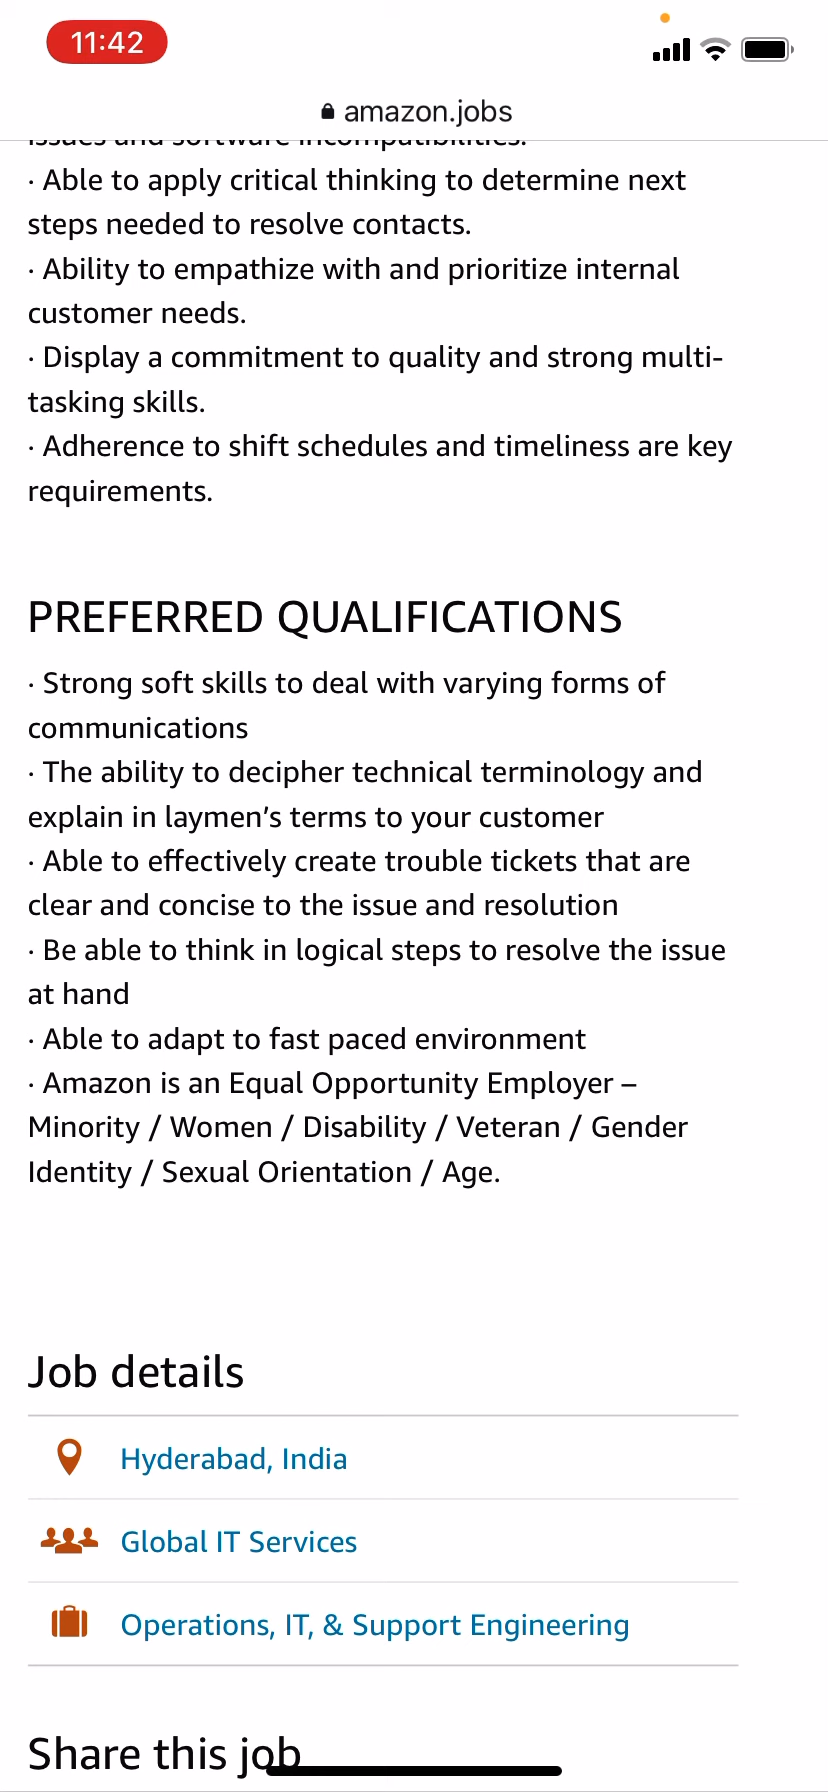 11:42
amazon.jobs
issues and software incompatibilities.
· Able to apply critical thinking to determine next
steps needed to resolve contacts.
· Ability to empathize with and prioritize internal
customer needs.
· Display a commitment to quality and strong multi-
tasking skills.
· Adherence to shift schedules and timeliness are key
requirements.
PREFERRED QUALIFICATIONS
· Strong soft skills to deal with varying forms of
communications
· The ability to decipher technical terminology and
explain in laymen’s terms to your customer
· Able to effectively create trouble tickets that are
clear and concise to the issue and resolution
· Be able to think in logical steps to resolve the issue
at hand
· Able to adapt to fast paced environment
· Amazon is an Equal Opportunity Employer –
Minority / Women / Disability / Veteran / Gender
Identity / Sexual Orientation / Age.
Job details
Hyderabad, India
Global IT Services
Operations, IT, & Support Engineering
Share this job